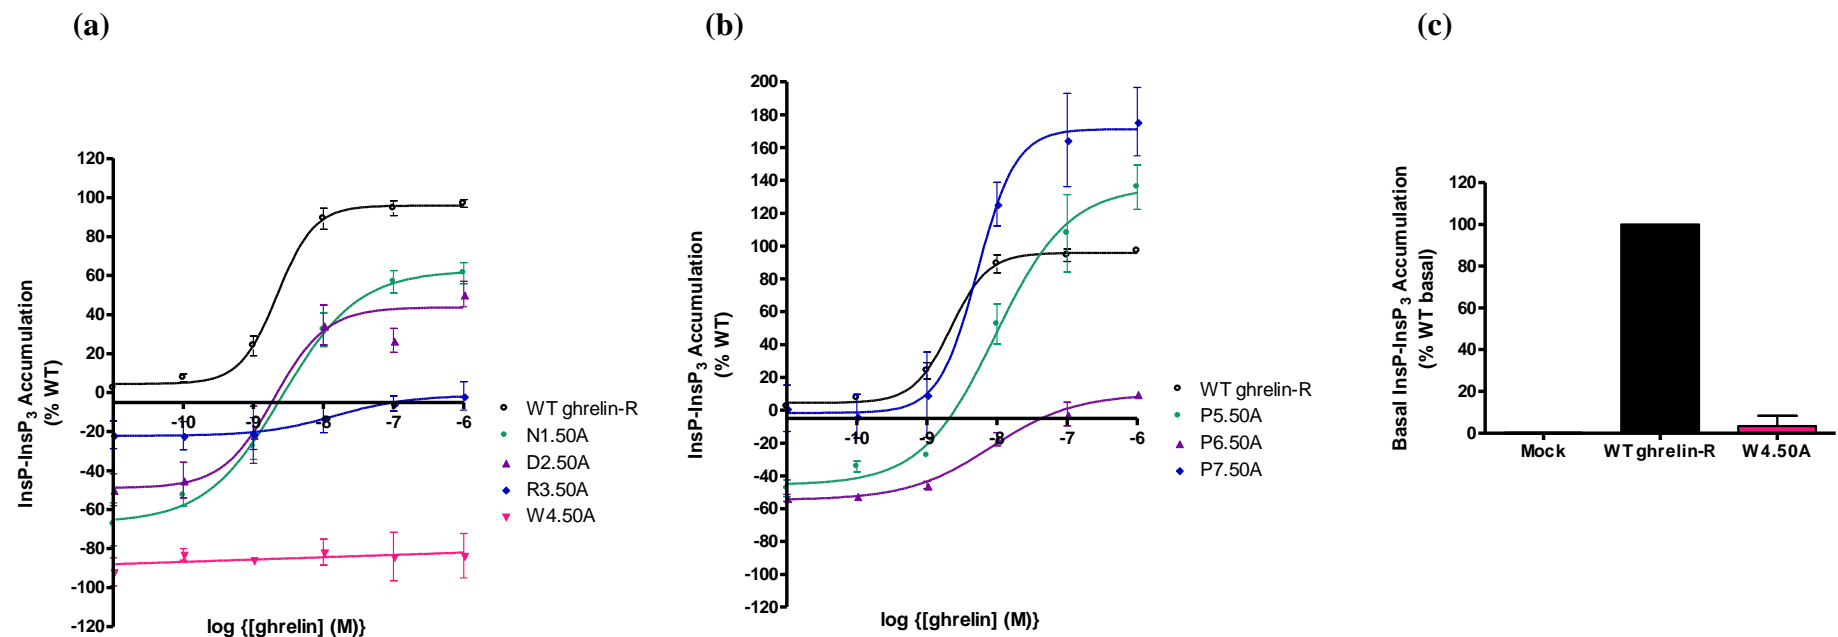 (a)
(b)
(c)
InsP-InsP3 Accumulation
(% WT)
120
100
80
60
40
20
0
-20
-40
-60
-80
-100
-120
-10
-9
-8
-7
-6
log {[ghrelin] (M)}
WT ghrelin-R
N1.50A
D2.50A
R3.50A
W4.50A
InsP-InsP3 Accumulation
(% WT)
200
180
160
140
120
100
80
60
40
20
0
-20
-40
-60
-80
-100
-120
-10
-9
-8
-7
-6
log {[ghrelin] (M)}
WT ghrelin-R
P5.50A
P6.50A
P7.50A
Basal InsP-InsP3 Accumulation
(% WT basal)
120
100
80
60
40
20
0
Mock
WT ghrelin-R
W4.50A